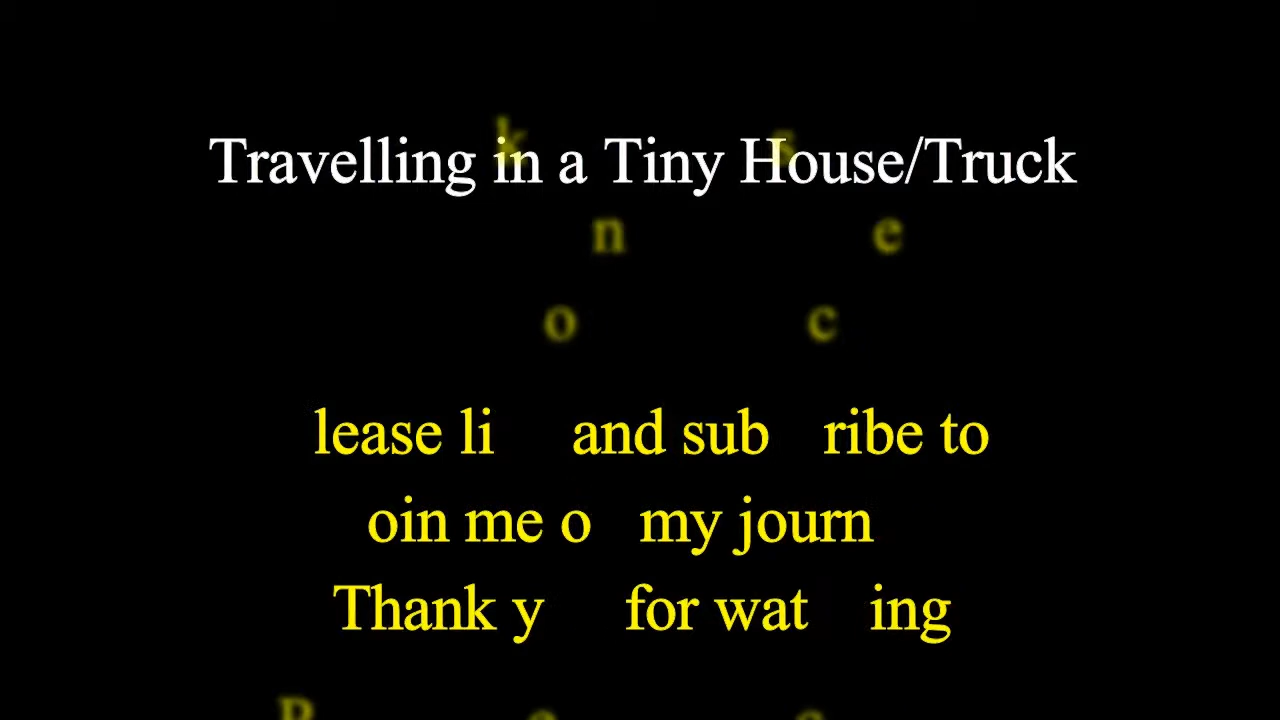 Travelling in a Tiny House/Truck
k s
n e
o c
lease li and sub ribe to
oin me o my journ
Thank y for wat ing
P e c